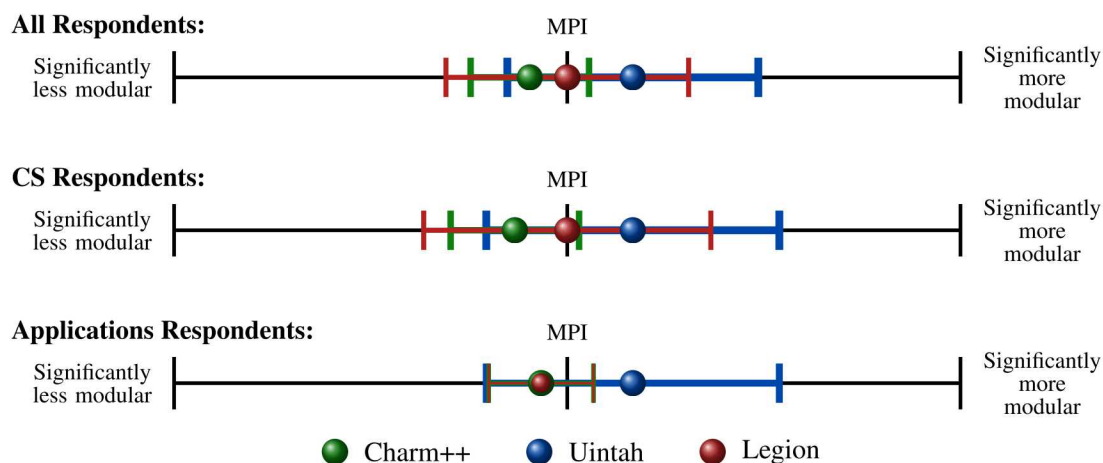 All Respondents:
MPI
Significantly
less modular
Significantly
more
modular
CS Respondents:
MPI
Significantly
less modular
Significantly
more
modular
Applications Respondents:
MPI
Significantly
less modular
Significantly
more
modular
Charm++ Uintah Legion